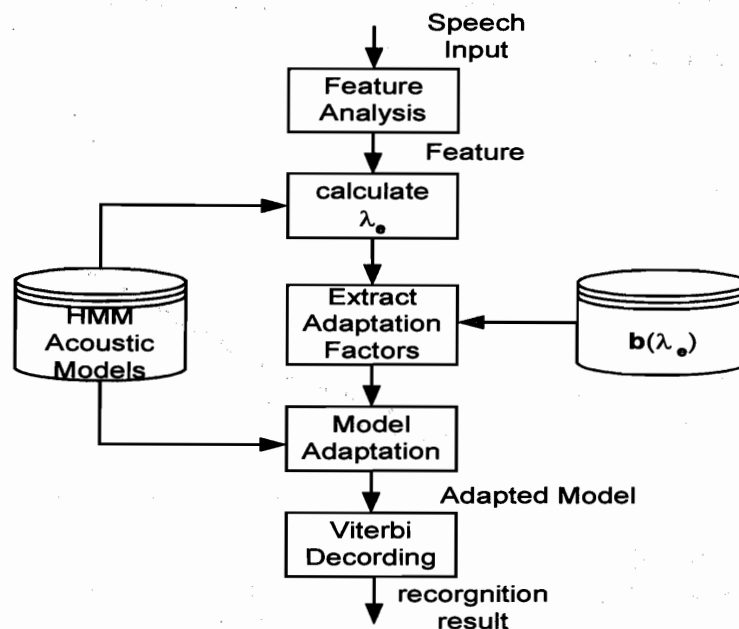 Speech
Input
Feature
Analysis
Feature
calculate
λe
HMM
Acoustic
Models
Extract
Adaptation
Factors
b(λe)
Model
Adaptation
Adapted Model
Viterbi
Decording
recorgnition
result